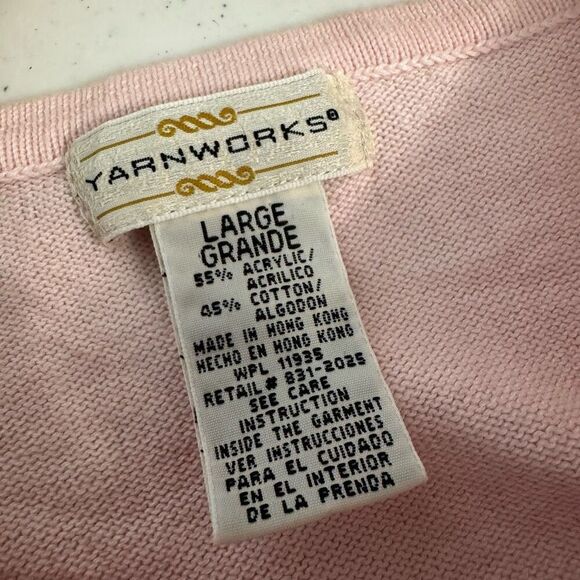 YARNWORKS®
LARGE
GRANDE
55% ACRYLIC/
ACRILICO
45% COTTON/
ALGODON
MADE IN HONG KONG
HECHO EN HONG KONG
WPL 11935
RETAIL# 831-2025
SEE CARE
INSTRUCTION
INSIDE THE GARMENT
VER INSTRUCCIONES
PARA EL CUIDADO
EN EL INTERIOR
DE LA PRENDA